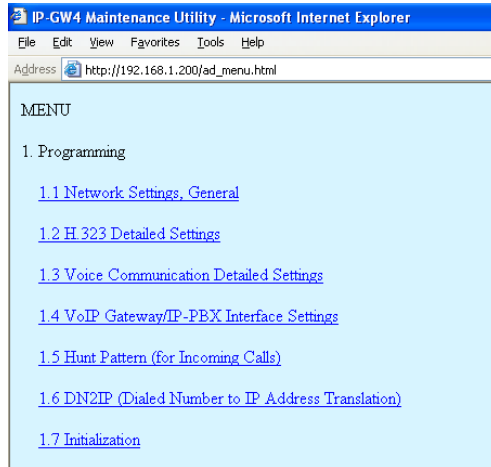 IP-GW4 Maintenance Utility - Microsoft Internet Explorer
File Edit View Favorites Tools Help
Address http://192.168.1.200/ad_menu.html
MENU
1. Programming
1.1 Network Settings, General
1.2 H.323 Detailed Settings
1.3 Voice Communication Detailed Settings
1.4 VoIP Gateway/IP-PBX Interface Settings
1.5 Hunt Pattern (for Incoming Calls)
1.6 DN2IP (Dialed Number to IP Address Translation)
1.7 Initialization